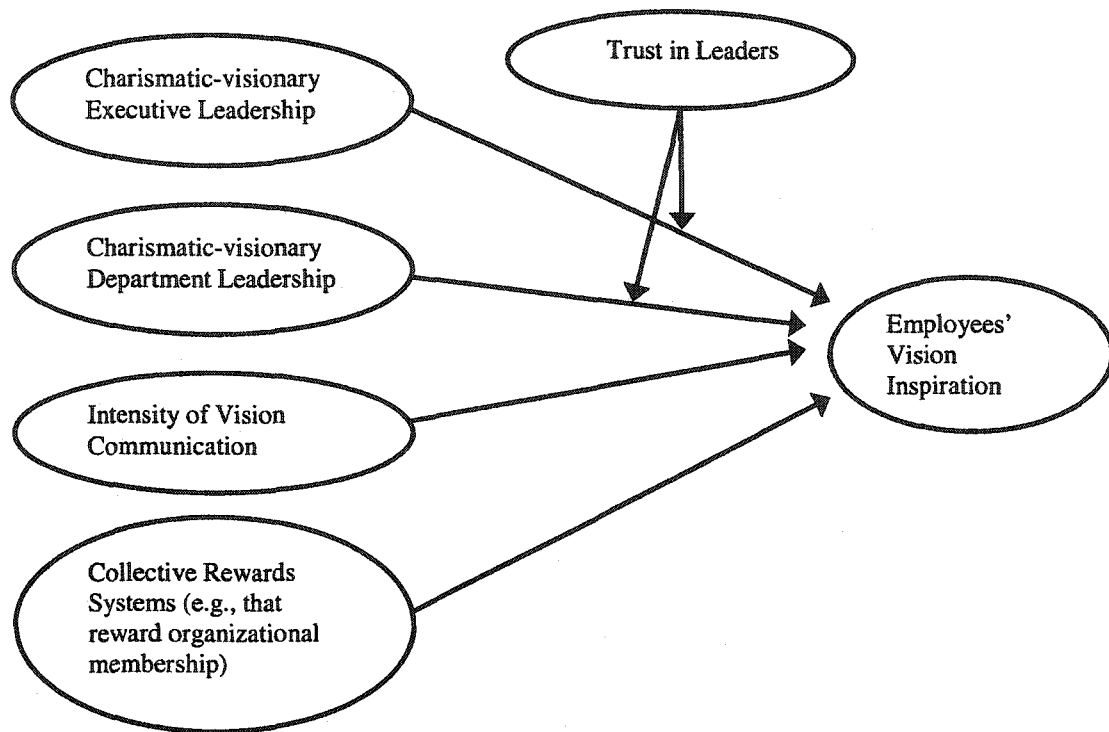 Trust in Leaders
Charismatic-visionary
Executive Leadership
Charismatic-visionary
Department Leadership
Employees’
Vision
Inspiration
Intensity of Vision
Communication
Collective Rewards
Systems (e.g., that
reward organizational
membership)